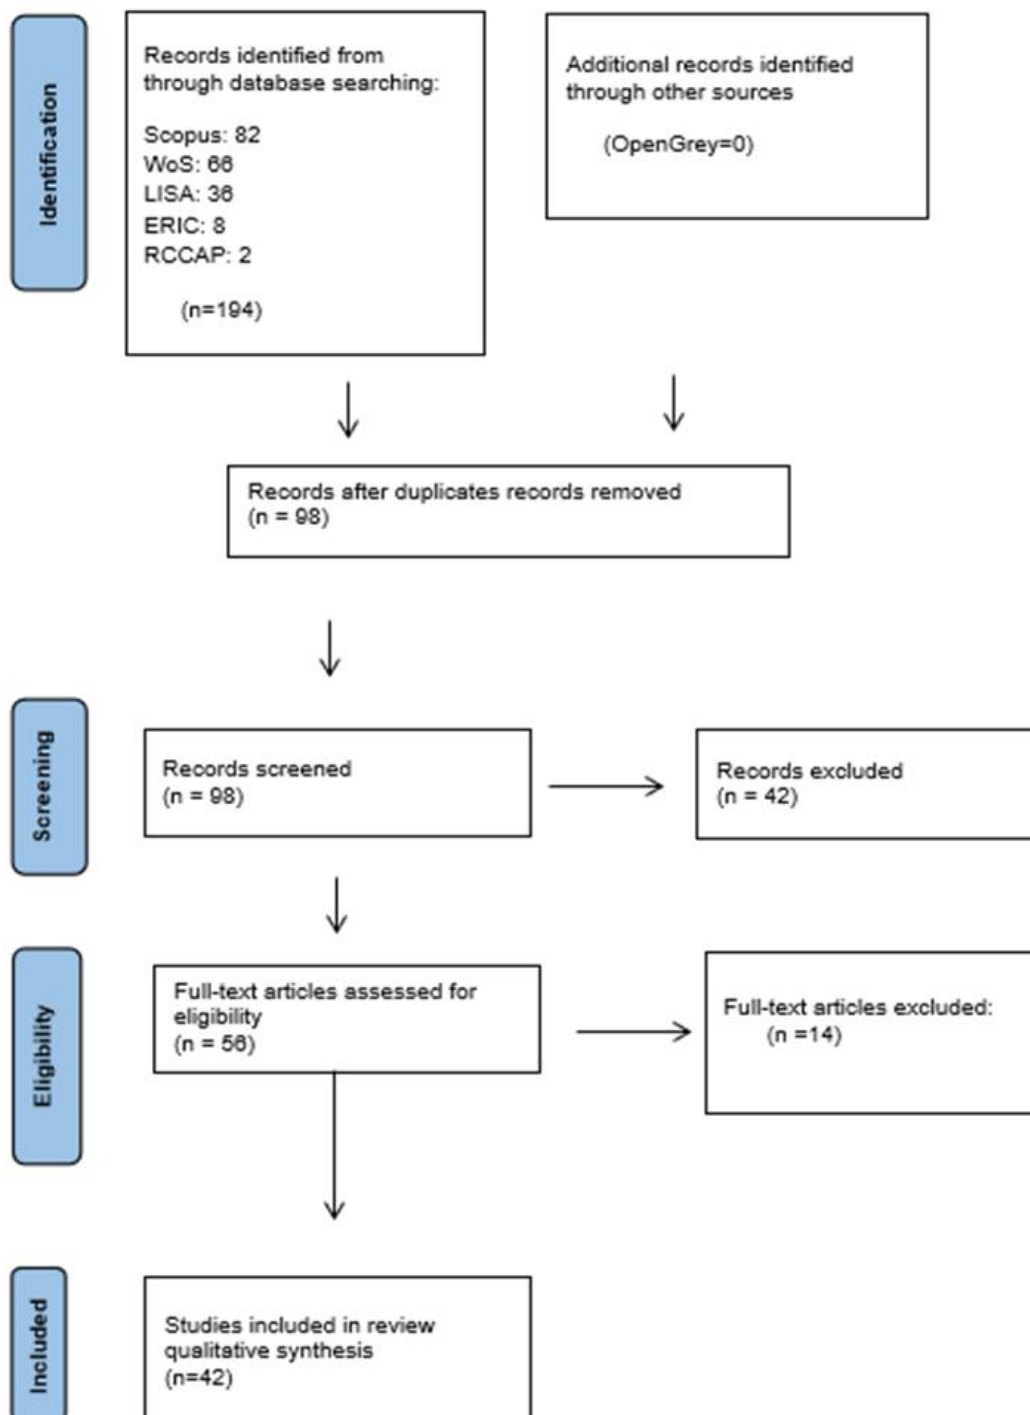 Identification
Records identified from
through database searching:
Scopus: 82
WoS: 66
LISA: 36
ERIC: 8
RCCAP: 2
(n=194)
Additional records identified
through other sources
(OpenGrey=0)
Records after duplicates records removed
(n = 98)
Screening
Records screened
(n = 98)
Records excluded
(n = 42)
Eligibility
Full-text articles assessed for
eligibility
(n = 56)
Full-text articles excluded:
(n =14)
Included
Studies included in review
qualitative synthesis
(n=42)